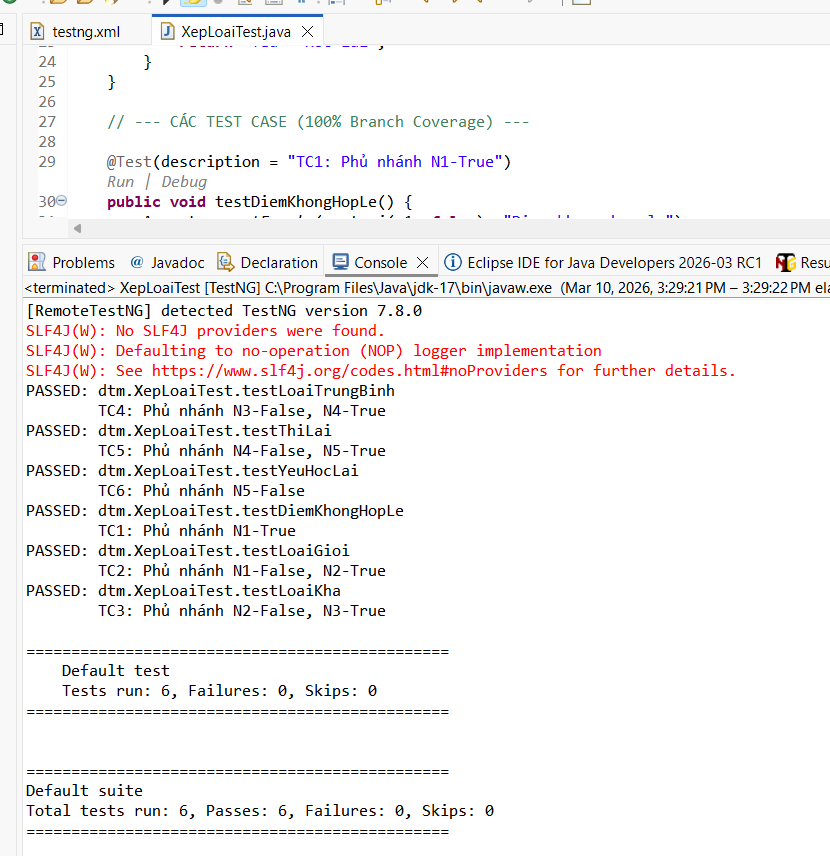 testng.xml
XepLoaiTest.java
24 }
25 }
26
27 // --- CÁC TEST CASE (100% Branch Coverage) ---
28
29 @Test(description = "TC1: Phủ nhánh N1-True")
Run | Debug
30 public void testDiemKhongHopLe() {
Problems @ Javadoc Declaration Console Eclipse IDE for Java Developers 2026-03 RC1
<terminated> XepLoaiTest [TestNG] C:\Program Files\Java\jdk-17\bin\javaw.exe (Mar 10, 2026, 3:29:21 PM – 3:29:22 PM
[RemoteTestNG] detected TestNG version 7.8.0
SLF4J(W): No SLF4J providers were found.
SLF4J(W): Defaulting to no-operation (NOP) logger implementation
SLF4J(W): See https://www.slf4j.org/codes.html#noProviders for further details.
PASSED: dtm.XepLoaiTest.testLoaiTrungBinh
TC4: Phủ nhánh N3-False, N4-True
PASSED: dtm.XepLoaiTest.testThiLai
TC5: Phủ nhánh N4-False, N5-True
PASSED: dtm.XepLoaiTest.testYeuHocLai
TC6: Phủ nhánh N5-False
PASSED: dtm.XepLoaiTest.testDiemKhongHopLe
TC1: Phủ nhánh N1-True
PASSED: dtm.XepLoaiTest.testLoaiGioi
TC2: Phủ nhánh N1-False, N2-True
PASSED: dtm.XepLoaiTest.testLoaiKha
TC3: Phủ nhánh N2-False, N3-True
===============================================
Default test
Tests run: 6, Failures: 0, Skips: 0
===============================================
===============================================
Default suite
Total tests run: 6, Passes: 6, Failures: 0, Skips: 0
===============================================